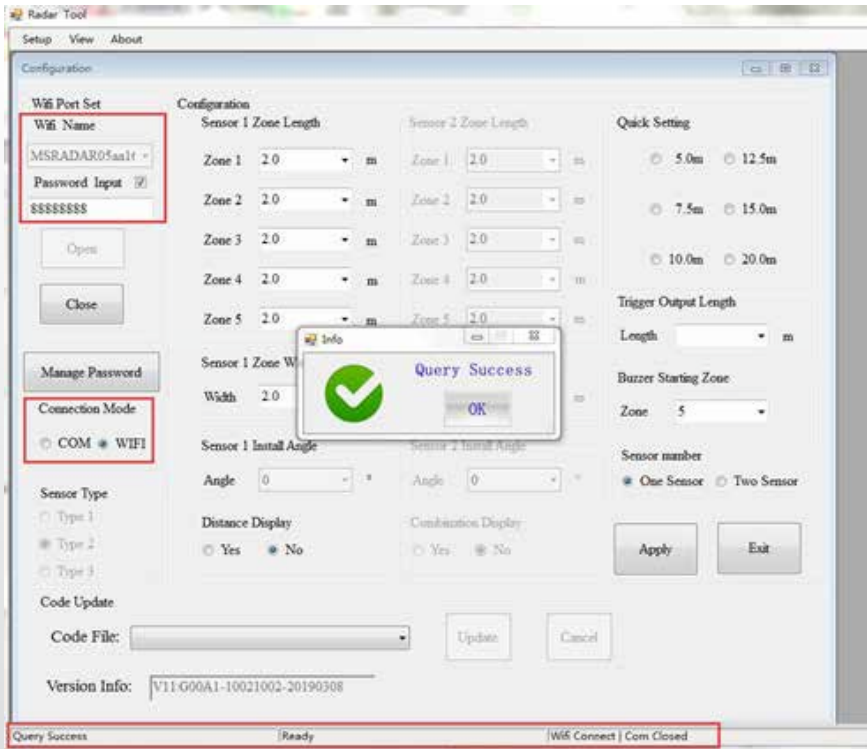 Radar Tool
Setup View About
Configuration
Wifi Port Set
Wifi Name
MSRADAR05aa1
Password Input
$$$$$$$$
Open
Close
Manage Password
Connection Mode
COM WIFI
Sensor Type
Type 1
Type 2
Type 3
Configuration
Sensor 1 Zone Length
Zone 1 2.0 m
Zone 2 2.0 m
Zone 3 2.0 m
Zone 4 2.0 m
Zone 5 2.0 m
Sensor 1 Zone W
Width 2.0
Sensor 1 Install Angle
Angle 0 °
Distance Display
Yes No
Sensor 2 Zone Length
Zone 1 2.0 m
Zone 2 2.0 m
Zone 3 2.0 m
Zone 4 2.0 m
Zone 5 2.0 m
m
Sensor 2 Install Angle
Angle 0 °
Combination Display
Yes No
Info
Query Success
OK
Quick Setting
5.0m 12.5m
7.5m 15.0m
10.0m 20.0m
Trigger Output Length
Length m
Buzzer Starting Zone
Zone 5
Sensor number
One Sensor Two Sensor
Apply Exit
Code Update
Code File:
Update Cancel
Version Info: V11:G00A1-10021002-20190308
Query Success Ready Wifi Connect | Com Closed